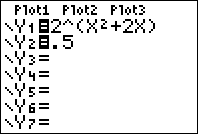 Plot1 Plot2 Plot3
\Y1=2^(X²+2X)
\Y2=.5
\Y3=
\Y4=
\Y5=
\Y6=
\Y7=